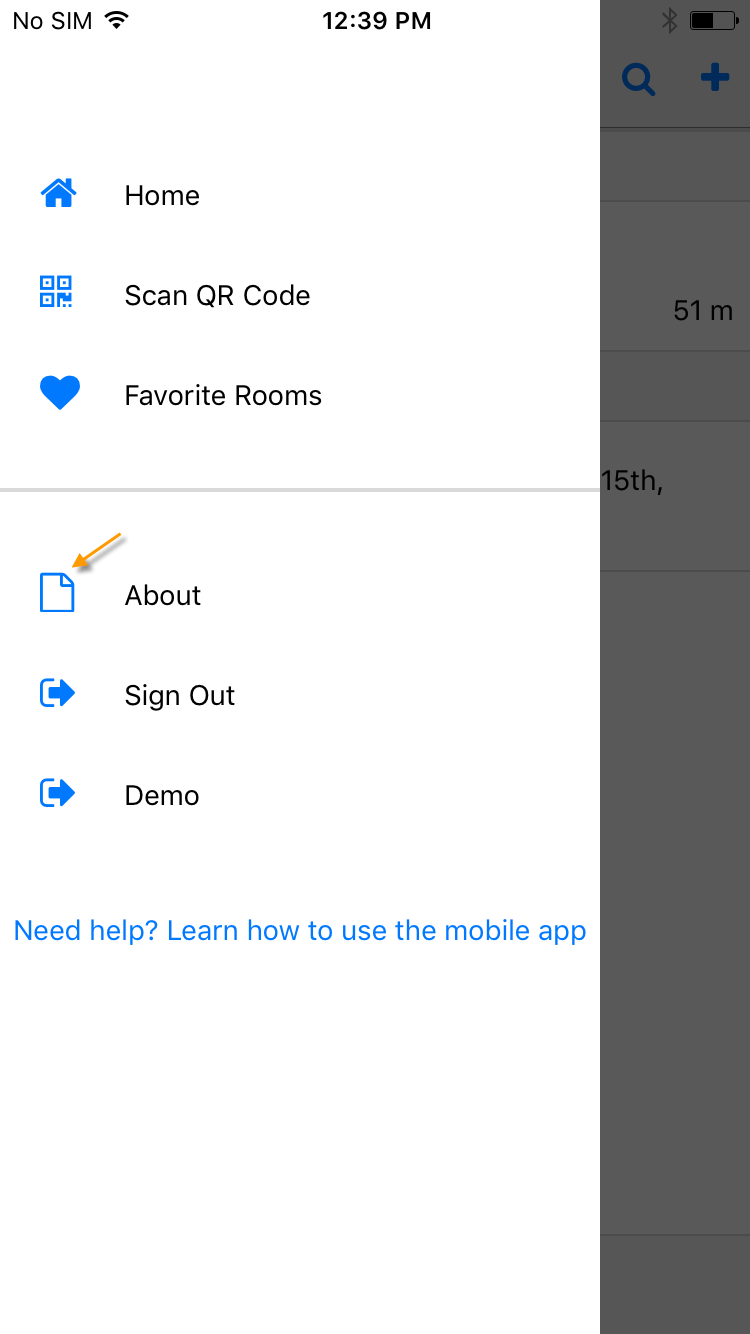 No SIM 12:39 PM
Home
Scan QR Code
51 m
Favorite Rooms
15th,
About
Sign Out
Demo
Need help? Learn how to use the mobile app